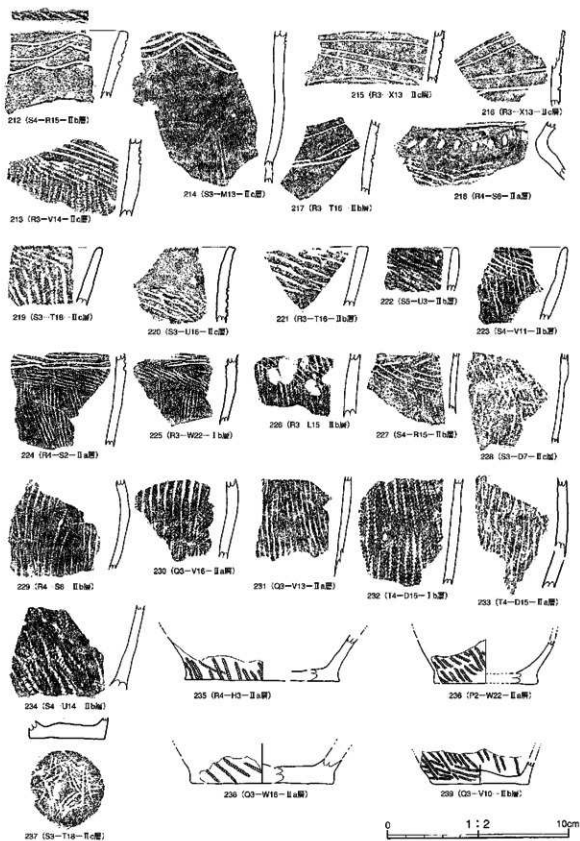 212 (S4-R15-Ⅱb層)
213 (R3-V14-Ⅱc層)
214 (S3-M13-Ⅱc層)
215 (R3-X13-Ⅱc層)
216 (R3-X13-Ⅱc層)
217 (R3-T16-Ⅱb層)
218 (R4-S6-Ⅱa層)
219 (S3-T18-Ⅱc層)
220 (S3-U16-Ⅱc層)
221 (R3-T16-Ⅱb層)
222 (S5-U3-Ⅱb層)
223 (S4-V11-Ⅱb層)
224 (R4-S2-Ⅱa層)
225 (R3-W22-Ⅰb層)
226 (R3-L15-Ⅱb層)
227 (S4-R15-Ⅱb層)
228 (S3-D7-Ⅱc層)
229 (R4-S6-Ⅱb層)
230 (Q3-V16-Ⅱa層)
231 (Q3-V13-Ⅱa層)
232 (T4-D15-Ⅰb層)
233 (T4-D15-Ⅱa層)
234 (S4-U14-Ⅱb層)
235 (R4-H3-Ⅱa層)
236 (P2-W22-Ⅱa層)
237 (S3-T18-Ⅱc層)
238 (Q3-W16-Ⅱa層)
239 (Q3-V10-Ⅱb層)
0 1:2 10cm